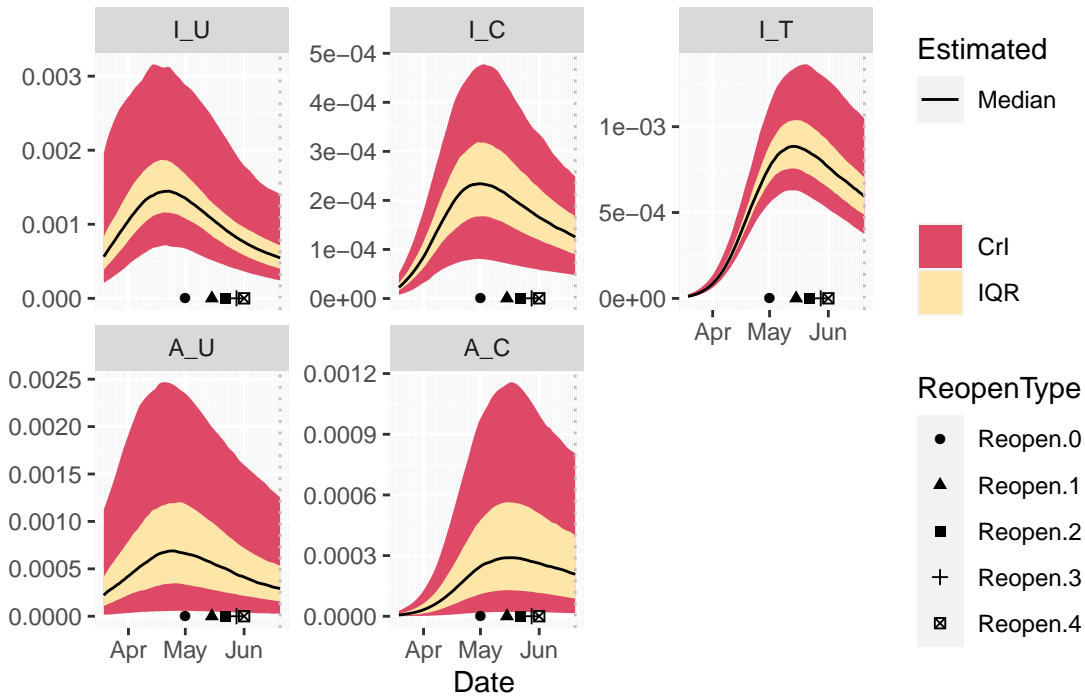 I_U
I_C
I_T
0.003
0.002
0.001
0.000
5e−04
4e−04
3e−04
2e−04
1e−04
0e+00
1e−03
5e−04
0e+00
Apr May Jun
A_U
A_C
0.0025
0.0020
0.0015
0.0010
0.0005
0.0000
0.0012
0.0009
0.0006
0.0003
0.0000
Apr May Jun
Apr May Jun
Date
Estimated
Median
CrI
IQR
ReopenType
Reopen.0
Reopen.1
Reopen.2
Reopen.3
Reopen.4